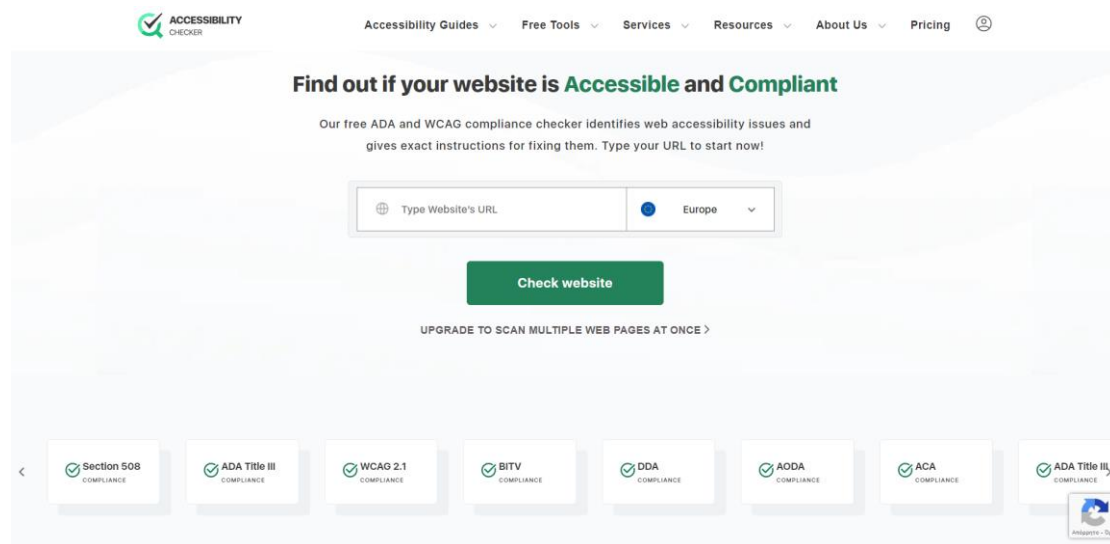 ACCESSIBILITY
CHECKER
Accessibility Guides
Free Tools
Services
Resources
About Us
Pricing
Find out if your website is Accessible and Compliant
Our free ADA and WCAG compliance checker identifies web accessibility issues and
gives exact instructions for fixing them. Type your URL to start now!
Type Website's URL
Europe
Check website
UPGRADE TO SCAN MULTIPLE WEB PAGES AT ONCE >
Section 508
COMPLIANCE
ADA Title III
COMPLIANCE
WCAG 2.1
COMPLIANCE
BITV
COMPLIANCE
DDA
COMPLIANCE
AODA
COMPLIANCE
ACA
COMPLIANCE
ADA Title III
COMPLIANCE
Απόρρητο